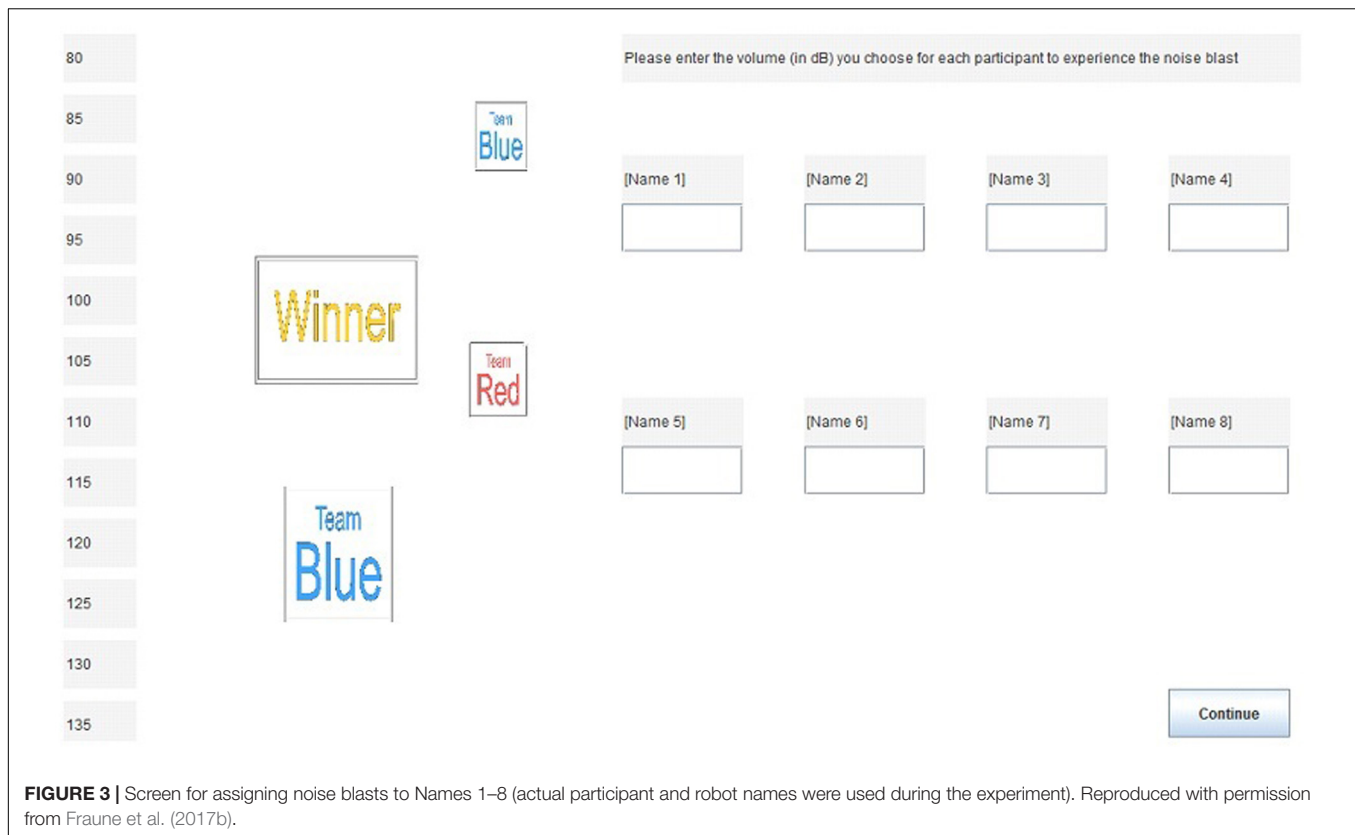 80
85
90
95
100
105
110
115
120
125
130
135
Team
Blue
Winner
Team
Red
Team
Blue
Please enter the volume (in dB) you choose for each participant to experience the noise blast
[Name 1] [Name 2] [Name 3] [Name 4]
[Name 5] [Name 6] [Name 7] [Name 8]
Continue
FIGURE 3 | Screen for assigning noise blasts to Names 1–8 (actual participant and robot names were used during the experiment). Reproduced with permission
from Fraune et al. (2017b).